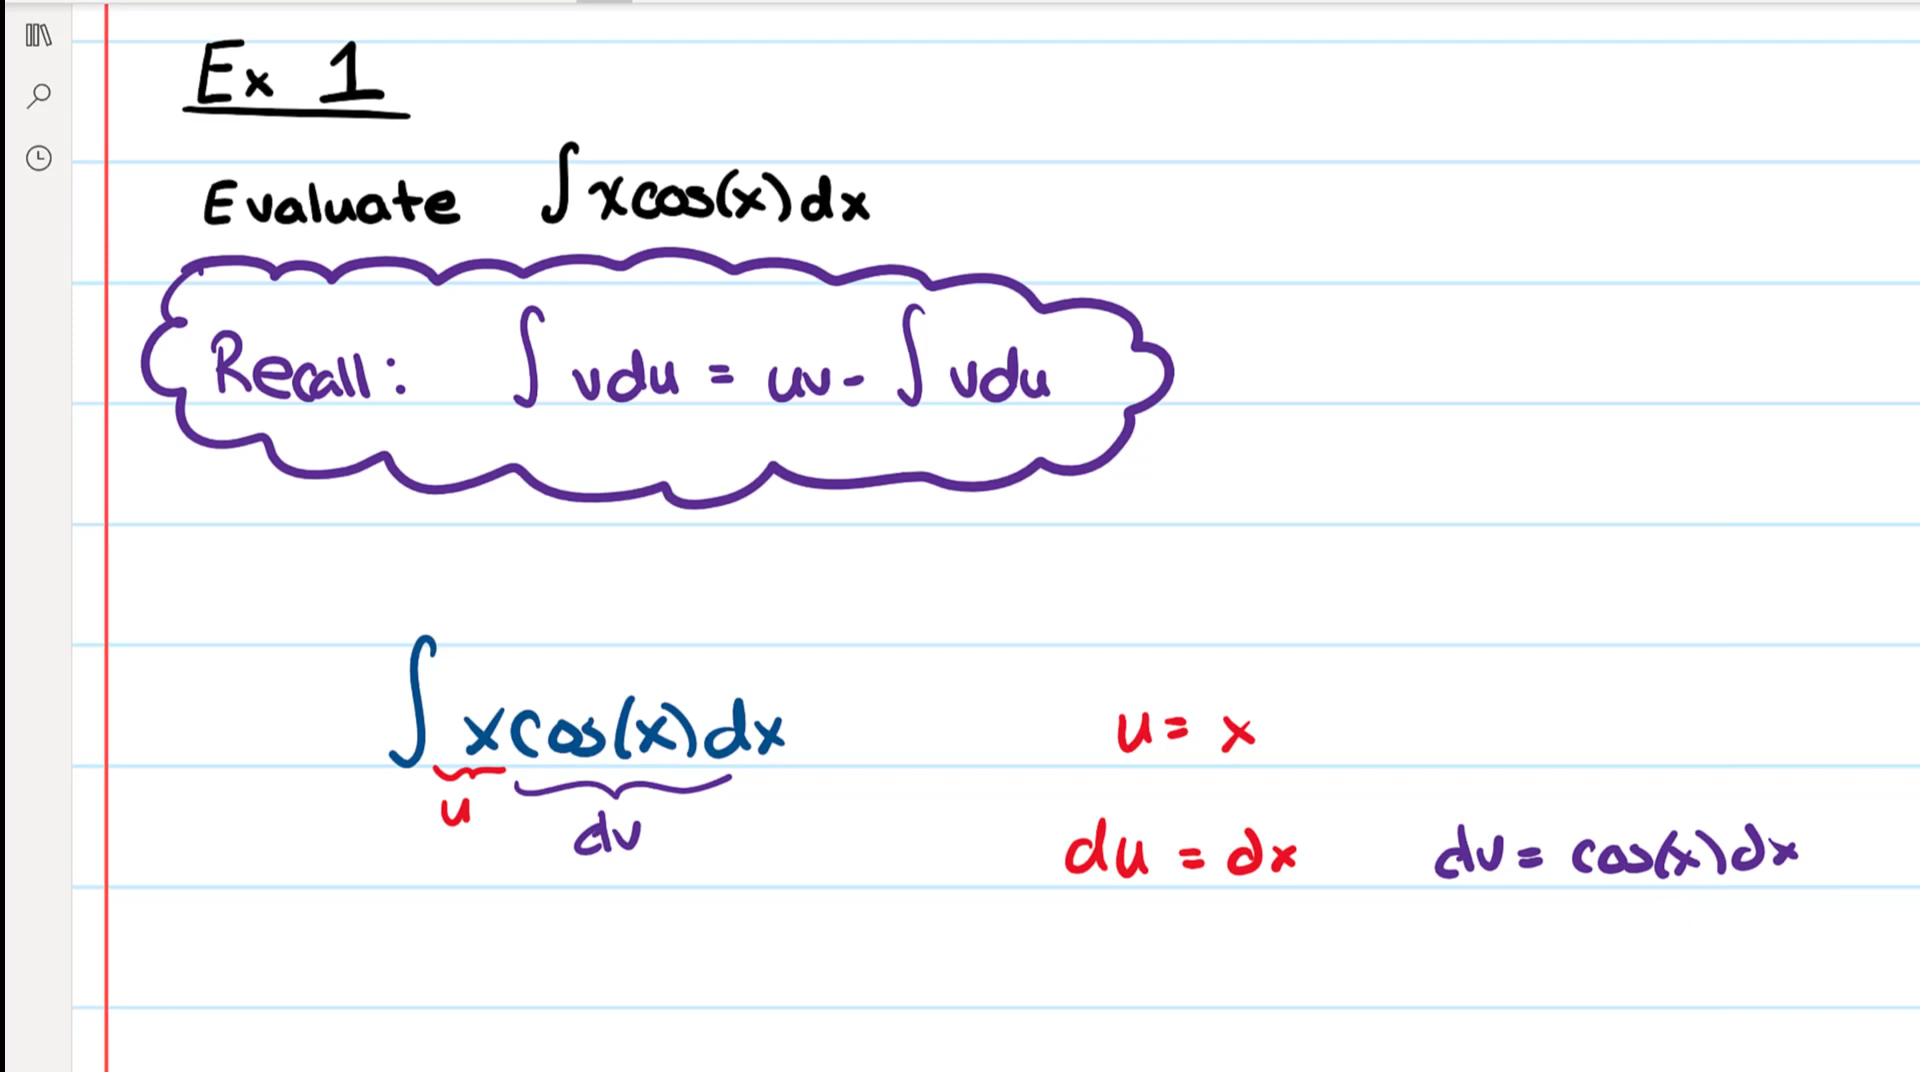 Ex 1
Evaluate ∫xcos(x)dx
Recall: ∫vdu = uv - ∫vdu
∫xcos(x)dx u = x
u dv
du = dx dv = cos(x)dx